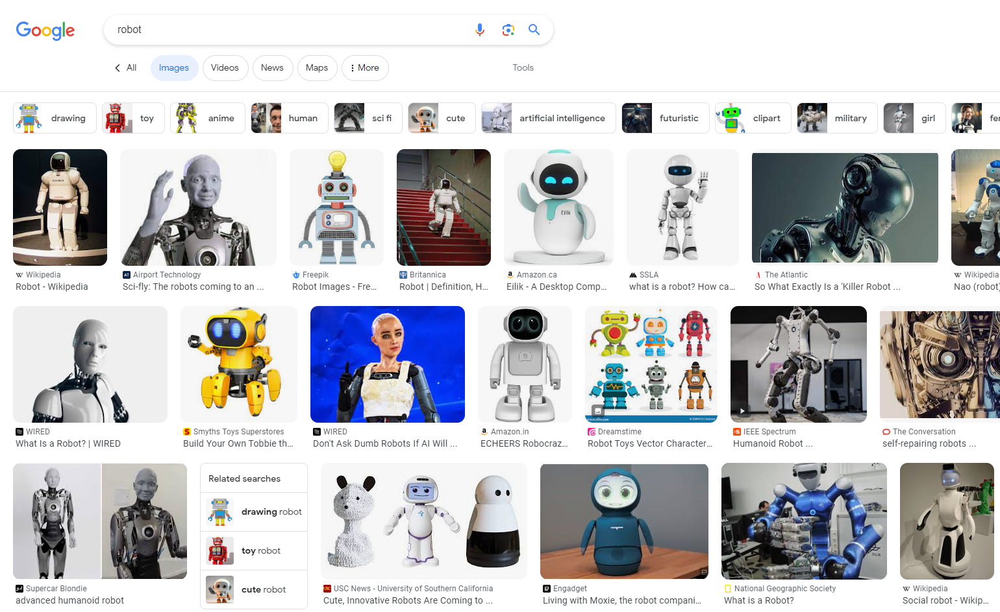 Google
robot
All
Images
Videos
News
Maps
More
Tools
drawing
toy
anime
human
sci fi
cute
artificial intelligence
futuristic
clipart
military
girl
Wikipedia
Robot - Wikipedia
AT Airport Technology
Sci-fly: The robots coming to an ...
Freepik
Robot Images - Fre...
Britannica
Robot | Definition, H...
Eilik
Amazon.ca
Eilik - A Desktop Comp...
SSLA
what is a robot? How ca...
The Atlantic
So What Exactly Is a 'Killer Robot ...
Wikipedia
Nao (robot)
WIRED
What Is a Robot? | WIRED
Smyths Toys Superstores
Build Your Own Tobbie th...
WIRED
Don't Ask Dumb Robots If AI Will ...
Amazon.in
ECHEERS Robocraz...
Dreamstime
Robot Toys Vector Character...
IEEE Spectrum
Humanoid Robot ...
The Conversation
self-repairing robots ...
Supercar Blondie
advanced humanoid robot
Related searches
drawing robot
toy robot
cute robot
USC News - University of Southern California
Cute, Innovative Robots Are Coming to ...
Engadget
Living with Moxie, the robot compani...
DLR
National Geographic Society
What is a Robot?
Wikipedia
Social robot - Wikip...